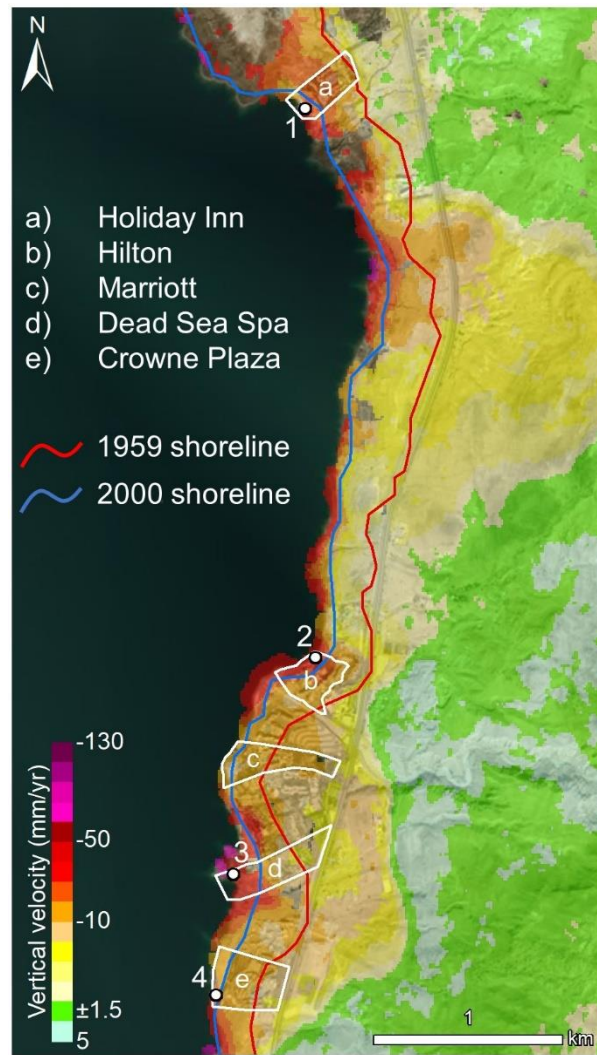 N
a
1
a) Holiday Inn
b) Hilton
c) Marriott
d) Dead Sea Spa
e) Crowne Plaza
1959 shoreline
2000 shoreline
2
b
c
3
d
4
e
Vertical velocity (mm/yr)
-130
-50
-10
±1.5
5
1
km